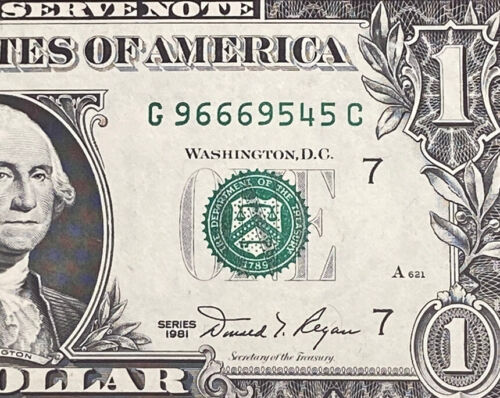 SERVE NOTE
TES OF AMERICA
1
G 96669545 C
WASHINGTON, D.C.
7
ONE
THE DEPARTMENT OF THE TREASURY
1789
A 621
SERIES
1981
Donald T. Regan
7
Secretary of the Treasury.
1
NGTON
OLLAR